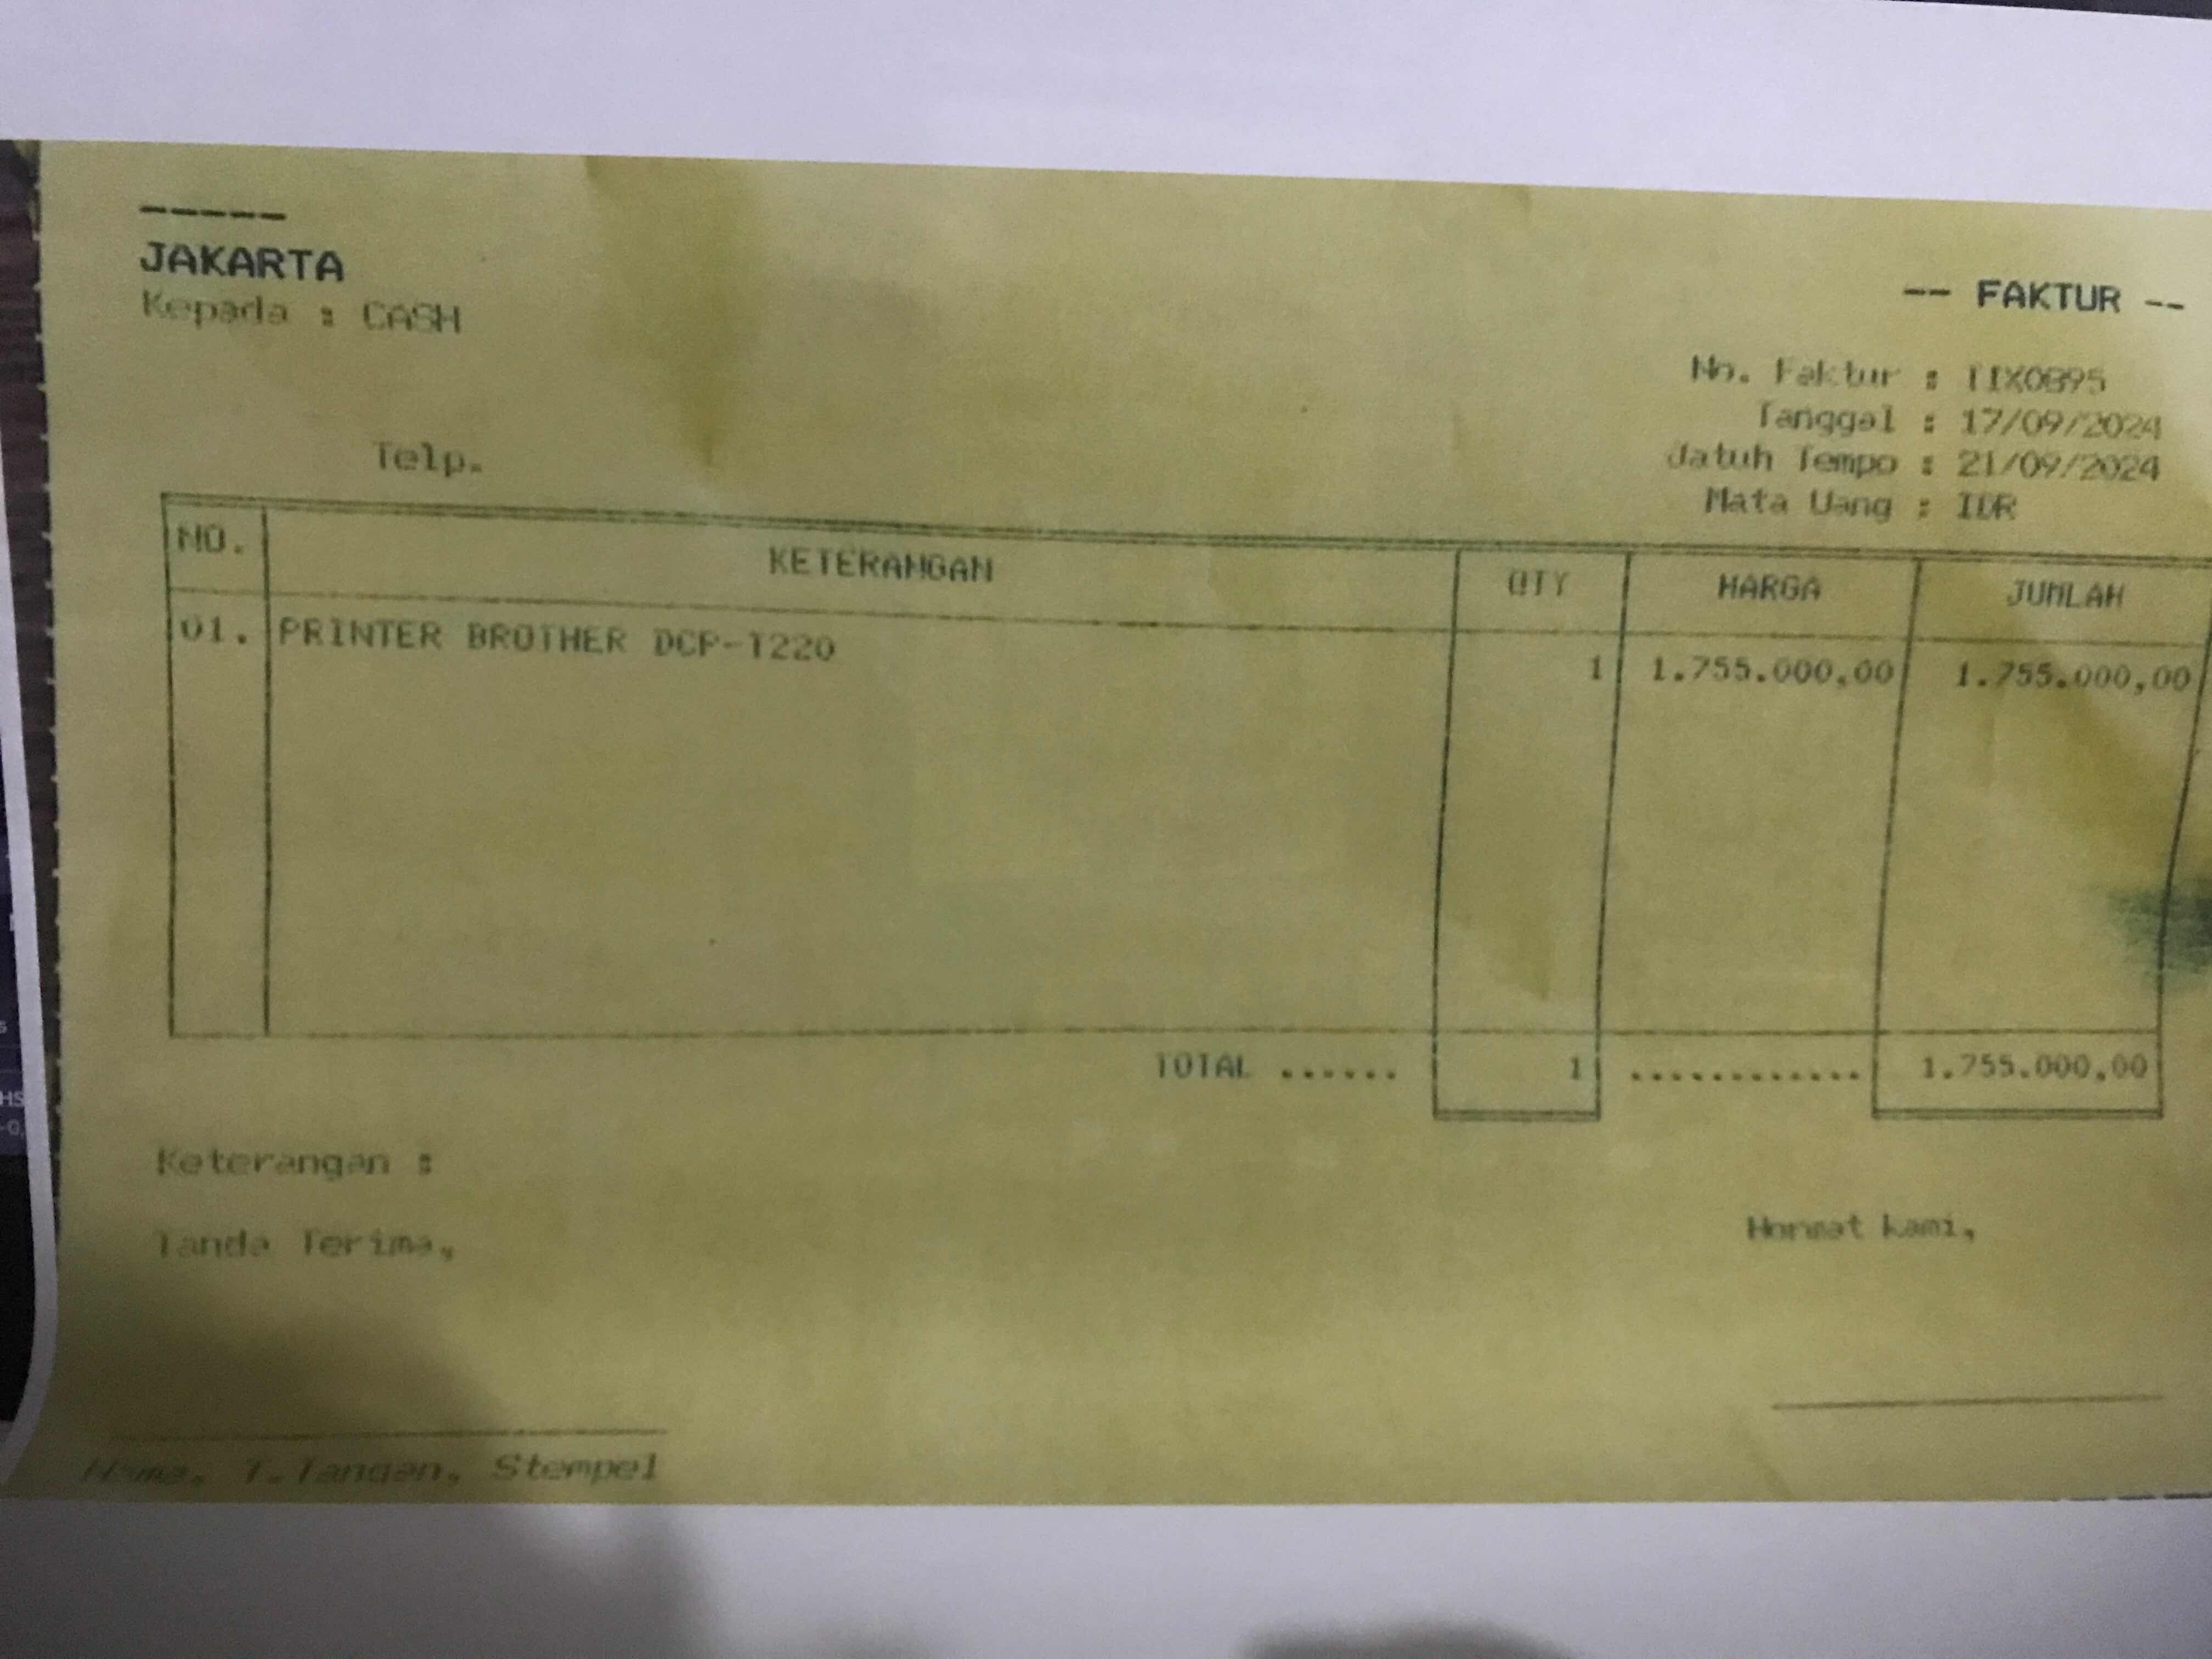 -----
JAKARTA
Kepada : CASH
-- FAKTUR --
No. Faktur : IIX0895
Tanggal : 17/09/2024
Jatuh Tempo : 21/09/2024
Mata Uang : IDR
Telp.
NO. KETERANGAN QTY HARGA JUMLAH
01. PRINTER BROTHER DCP-T220 1 1.755.000,00 1.755.000,00
TOTAL ...... 1 ............ 1.755.000,00
Keterangan :
Tanda Terima,
Hormat kami,
Nama, T.Tangan, Stempel